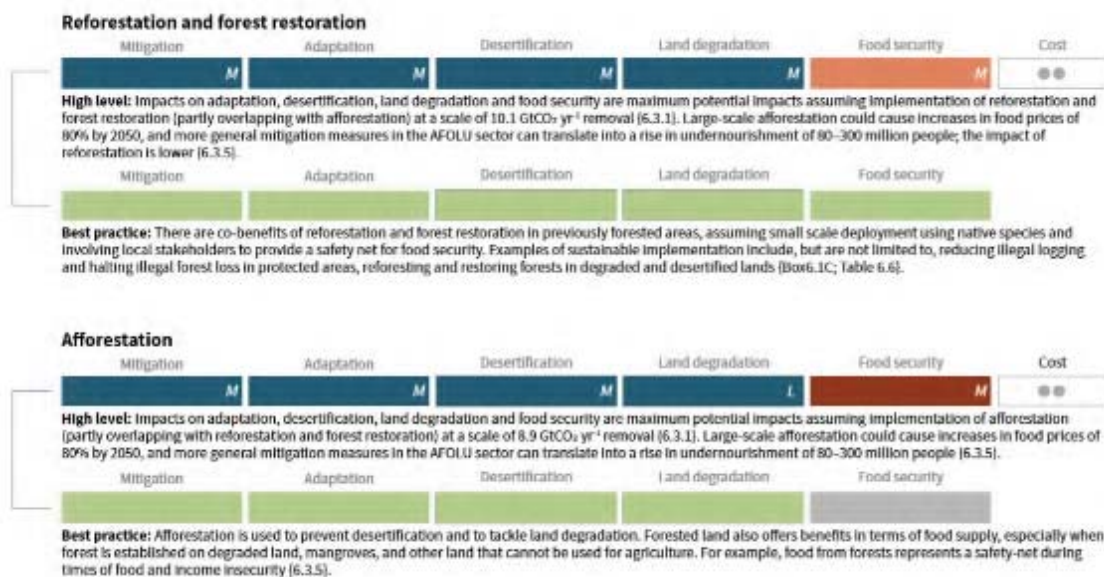 Reforestation and forest restoration
Mitigation Adaptation Desertification Land degradation Food security Cost
M M M M M
High level: Impacts on adaptation, desertification, land degradation and food security are maximum potential impacts assuming implementation of reforestation and
forest restoration (partly overlapping with afforestation) at a scale of 10.1 GtCO₂ yr⁻¹ removal {6.3.1}. Large-scale afforestation could cause increases in food prices of
80% by 2050, and more general mitigation measures in the AFOLU sector can translate into a rise in undernourishment of 80–300 million people; the impact of
reforestation is lower {6.3.5}.
Mitigation Adaptation Desertification Land degradation Food security
Best practice: There are co-benefits of reforestation and forest restoration in previously forested areas, assuming small scale deployment using native species and
involving local stakeholders to provide a safety net for food security. Examples of sustainable implementation include, but are not limited to, reducing illegal logging
and halting illegal forest loss in protected areas, reforesting and restoring forests in degraded and desertified lands {Box6.1C; Table 6.6}.
Afforestation
Mitigation Adaptation Desertification Land degradation Food security Cost
M M M L M
High level: Impacts on adaptation, desertification, land degradation and food security are maximum potential impacts assuming implementation of afforestation
(partly overlapping with reforestation and forest restoration) at a scale of 8.9 GtCO₂ yr⁻¹ removal {6.3.1}. Large-scale afforestation could cause increases in food prices of
80% by 2050, and more general mitigation measures in the AFOLU sector can translate into a rise in undernourishment of 80–300 million people {6.3.5}.
Mitigation Adaptation Desertification Land degradation Food security
Best practice: Afforestation is used to prevent desertification and to tackle land degradation. Forested land also offers benefits in terms of food supply, especially when
forest is established on degraded land, mangroves, and other land that cannot be used for agriculture. For example, food from forests represents a safety-net during
times of food and income insecurity {6.3.5}.